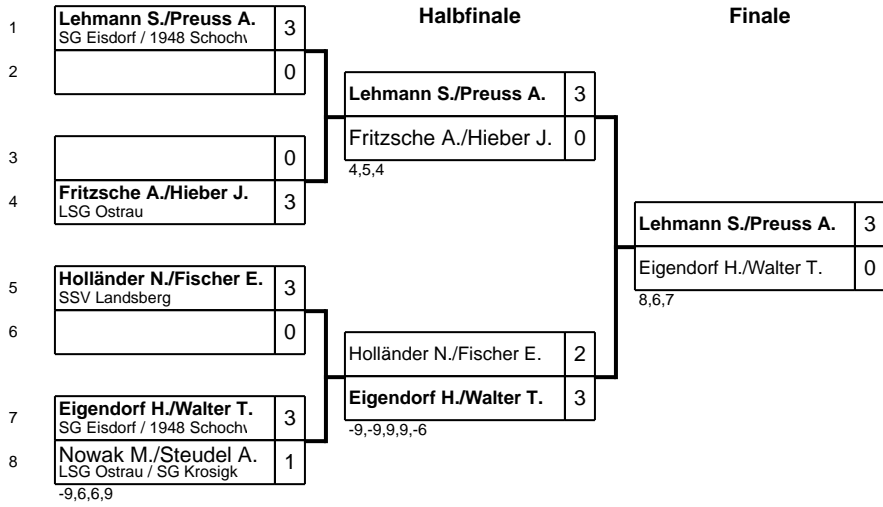 Halbfinale
Finale
1
Lehmann S./Preuss A.
3
SG Eisdorf / 1948 Schochv
2
0
3
0
4
Fritzsche A./Hieber J.
3
LSG Ostrau
5
Holländer N./Fischer E.
3
SSV Landsberg
6
0
7
Eigendorf H./Walter T.
3
SG Eisdorf / 1948 Schochv
8
Nowak M./Steudel A.
1
LSG Ostrau / SG Krosigk
-9,6,6,9
Lehmann S./Preuss A.
3
Fritzsche A./Hieber J.
0
4,5,4
Holländer N./Fischer E.
2
Eigendorf H./Walter T.
3
-9,-9,9,9,-6
Lehmann S./Preuss A.
3
Eigendorf H./Walter T.
0
8,6,7